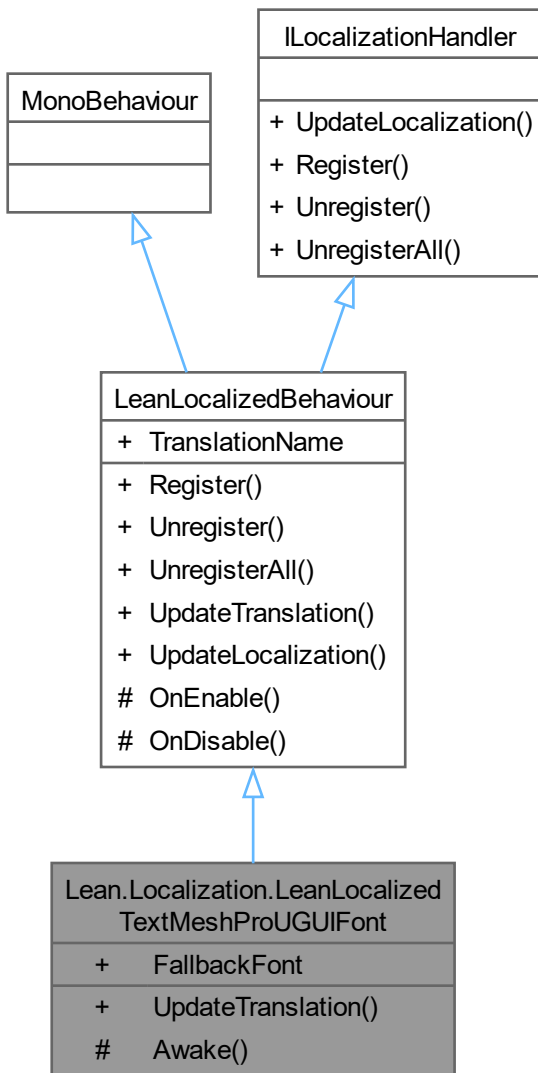 ILocalizationHandler
+ UpdateLocalization()
+ Register()
+ Unregister()
+ UnregisterAll()
MonoBehaviour
LeanLocalizedBehaviour
+ TranslationName
+ Register()
+ Unregister()
+ UnregisterAll()
+ UpdateTranslation()
+ UpdateLocalization()
# OnEnable()
# OnDisable()
Lean.Localization.LeanLocalized
TextMeshProUGUIFont
+ FallbackFont
+ UpdateTranslation()
# Awake()